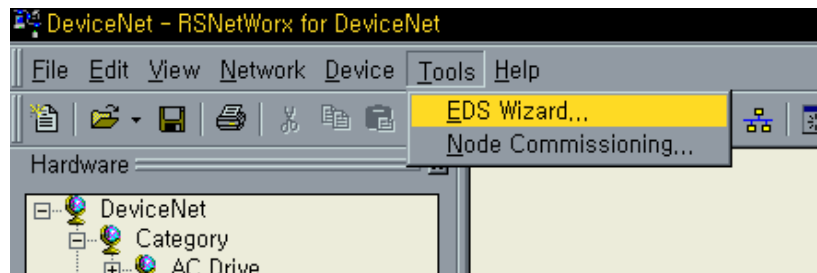 DeviceNet - RSNetWorx for DeviceNet
File Edit View Network Device Tools Help
EDS Wizard...
Node Commissioning...
Hardware
DeviceNet
Category
AC Drive